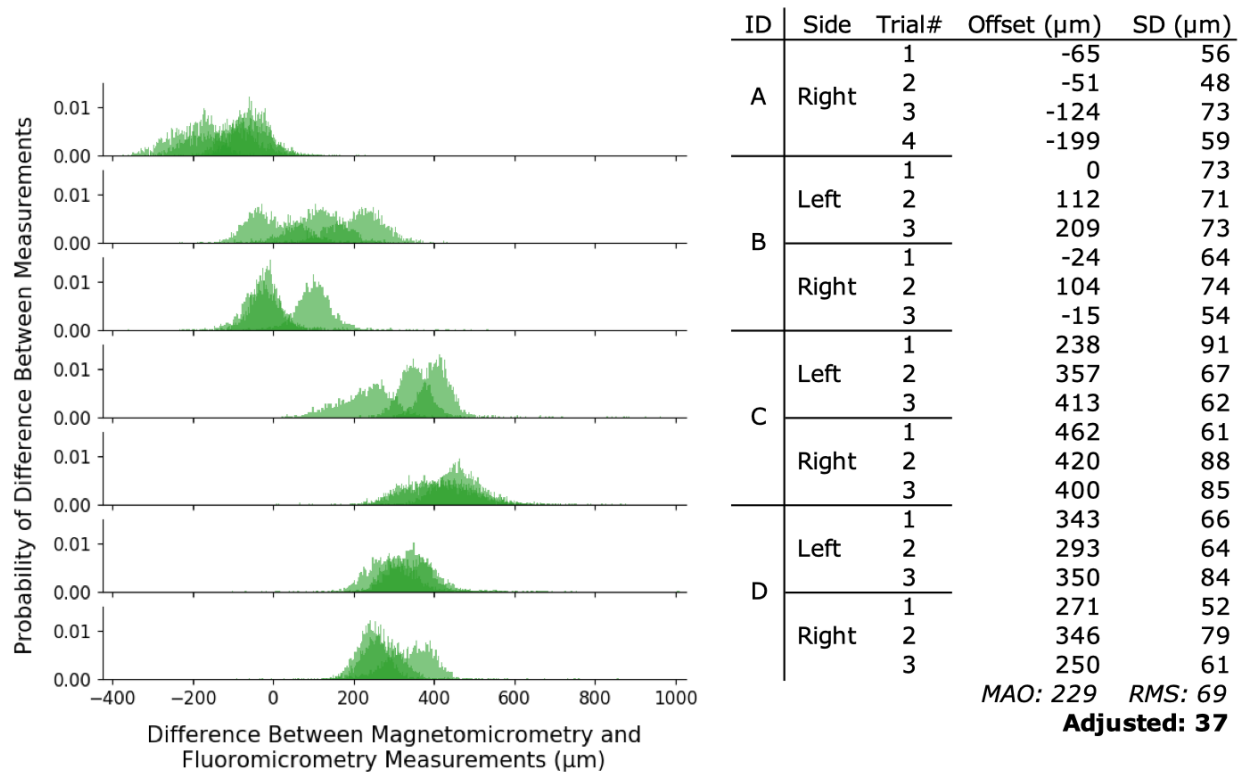 ID Side Trial# Offset (µm) SD (µm)
A Right
1 -65 56
2 -51 48
3 -124 73
4 -199 59
B Left
1 0 73
2 112 71
3 209 73
Right
1 -24 64
2 104 74
3 -15 54
C Left
1 238 91
2 357 67
3 413 62
Right
1 462 61
2 420 88
3 400 85
D Left
1 343 66
2 293 64
3 350 84
Right
1 271 52
2 346 79
3 250 61
MAO: 229 RMS: 69
Adjusted: 37
Probability of Difference Between Measurements
0.01
0.00
0.01
0.00
0.01
0.00
0.01
0.00
0.01
0.00
0.01
0.00
0.01
0.00
−400 −200 0 200 400 600 800 1000
Difference Between Magnetomicrometry and
Fluoromicrometry Measurements (µm)